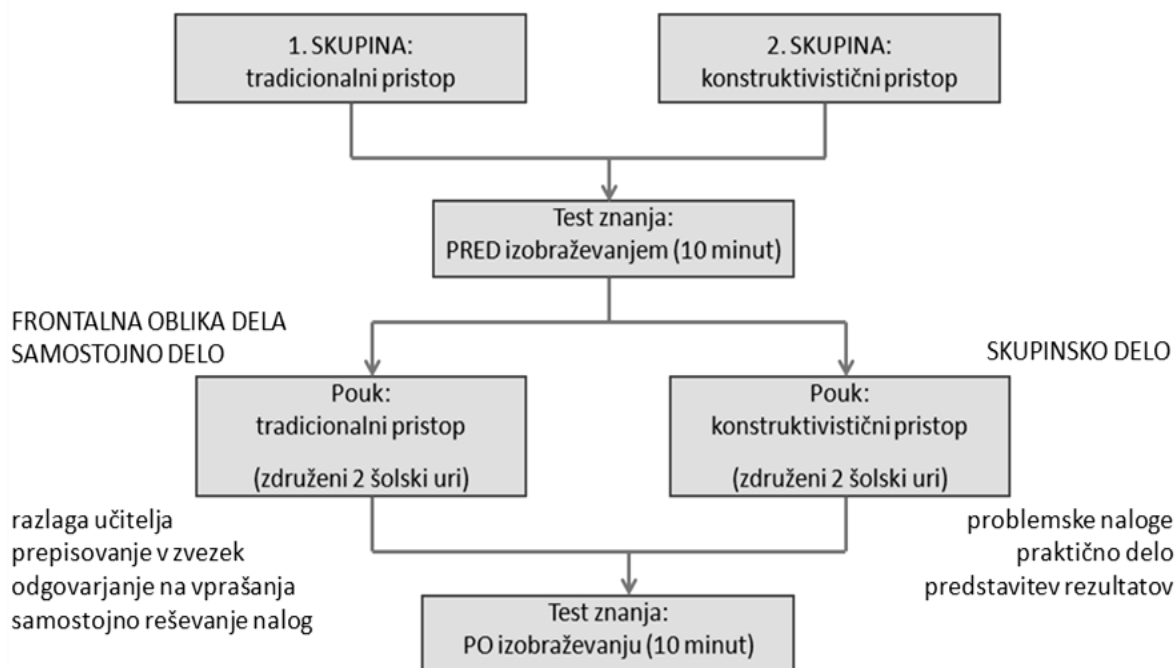 1. SKUPINA:
tradicionalni pristop
2. SKUPINA:
konstruktivistični pristop
Test znanja:
PRED izobraževanjem (10 minut)
FRONTALNA OBLIKA DELA
SAMOSTOJNO DELO
SKUPINSKO DELO
Pouk:
tradicionalni pristop
(združeni 2 šolski uri)
Pouk:
konstruktivistični pristop
(združeni 2 šolski uri)
razlaga učitelja
prepisovanje v zvezek
odgovarjanje na vprašanja
samostojno reševanje nalog
problemske naloge
praktično delo
predstavitev rezultatov
Test znanja:
PO izobraževanju (10 minut)